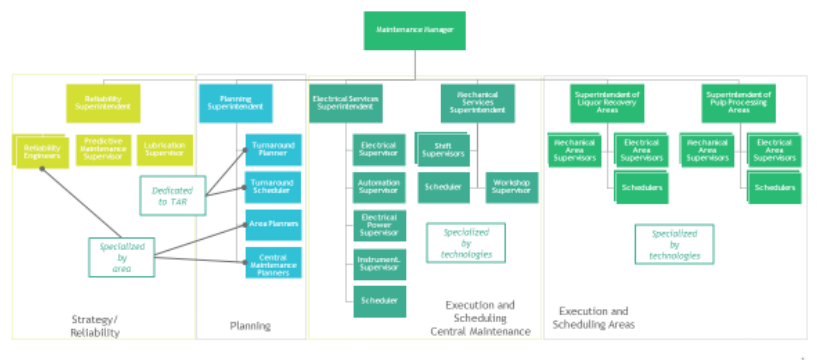 Maintenance Manager
Reliability
Superintendent
Planning
Superintendent
Electrical Services
Superintendent
Mechanical
Services
Superintendent
Superintendent of
Liquor Recovery
Areas
Superintendent of
Pulp Processing
Areas
Reliability
Engineers
Predictive
Maintenance
Supervisor
Lubrication
Supervisor
Turnaround
Planner
Electrical
Supervisor
Shift
Supervisors
Mechanical
Area
Supervisors
Electrical
Area
Supervisors
Mechanical
Area
Supervisors
Electrical
Area
Supervisors
Dedicated
to TAR
Turnaround
Scheduler
Automation
Supervisor
Scheduler
Workshop
Supervisor
Schedulers
Schedulers
Area Planners
Electrical
Power
Supervisor
Specialized
by
area
Specialized
by
technologies
Specialized
by
technologies
Central
Maintenance
Planners
Instrument.
Supervisor
Scheduler
Strategy/
Reliability
Planning
Execution and
Scheduling
Central Maintenance
Execution and
Scheduling Areas